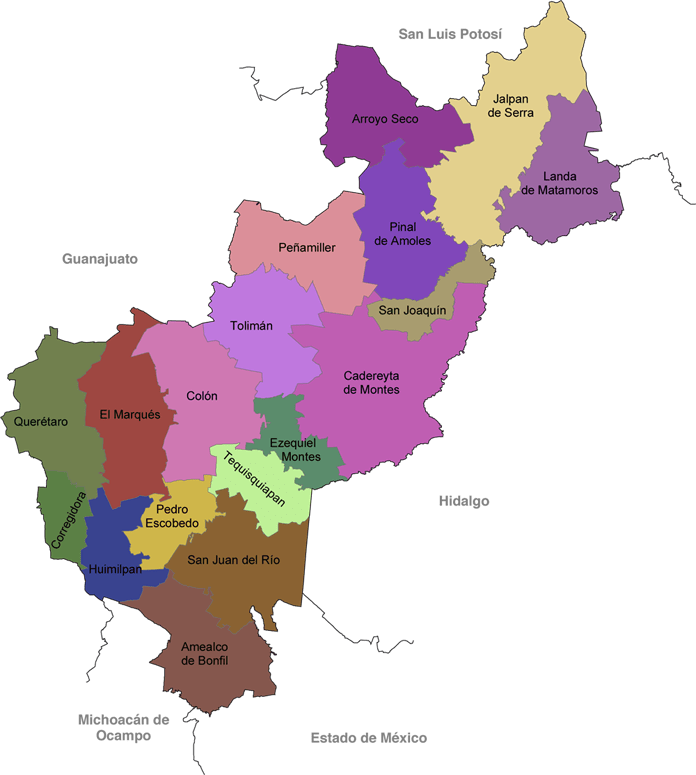 San Luis Potosí
Jalpan
de Serra
Arroyo Seco
Landa
de Matamoros
Pinal
de Amoles
Peñamiller
Guanajuato
San Joaquín
Tolimán
Cadereyta
de Montes
Colón
El Marqués
Querétaro
Ezequiel
Montes
Tequisquiapan
Hidalgo
Corregidora
Pedro
Escobedo
San Juan del Río
Huimilpan
Amealco
de Bonfil
Michoacán de
Ocampo
Estado de México